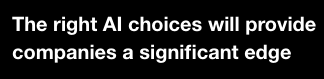 The right AI choices will provide
companies a significant edge